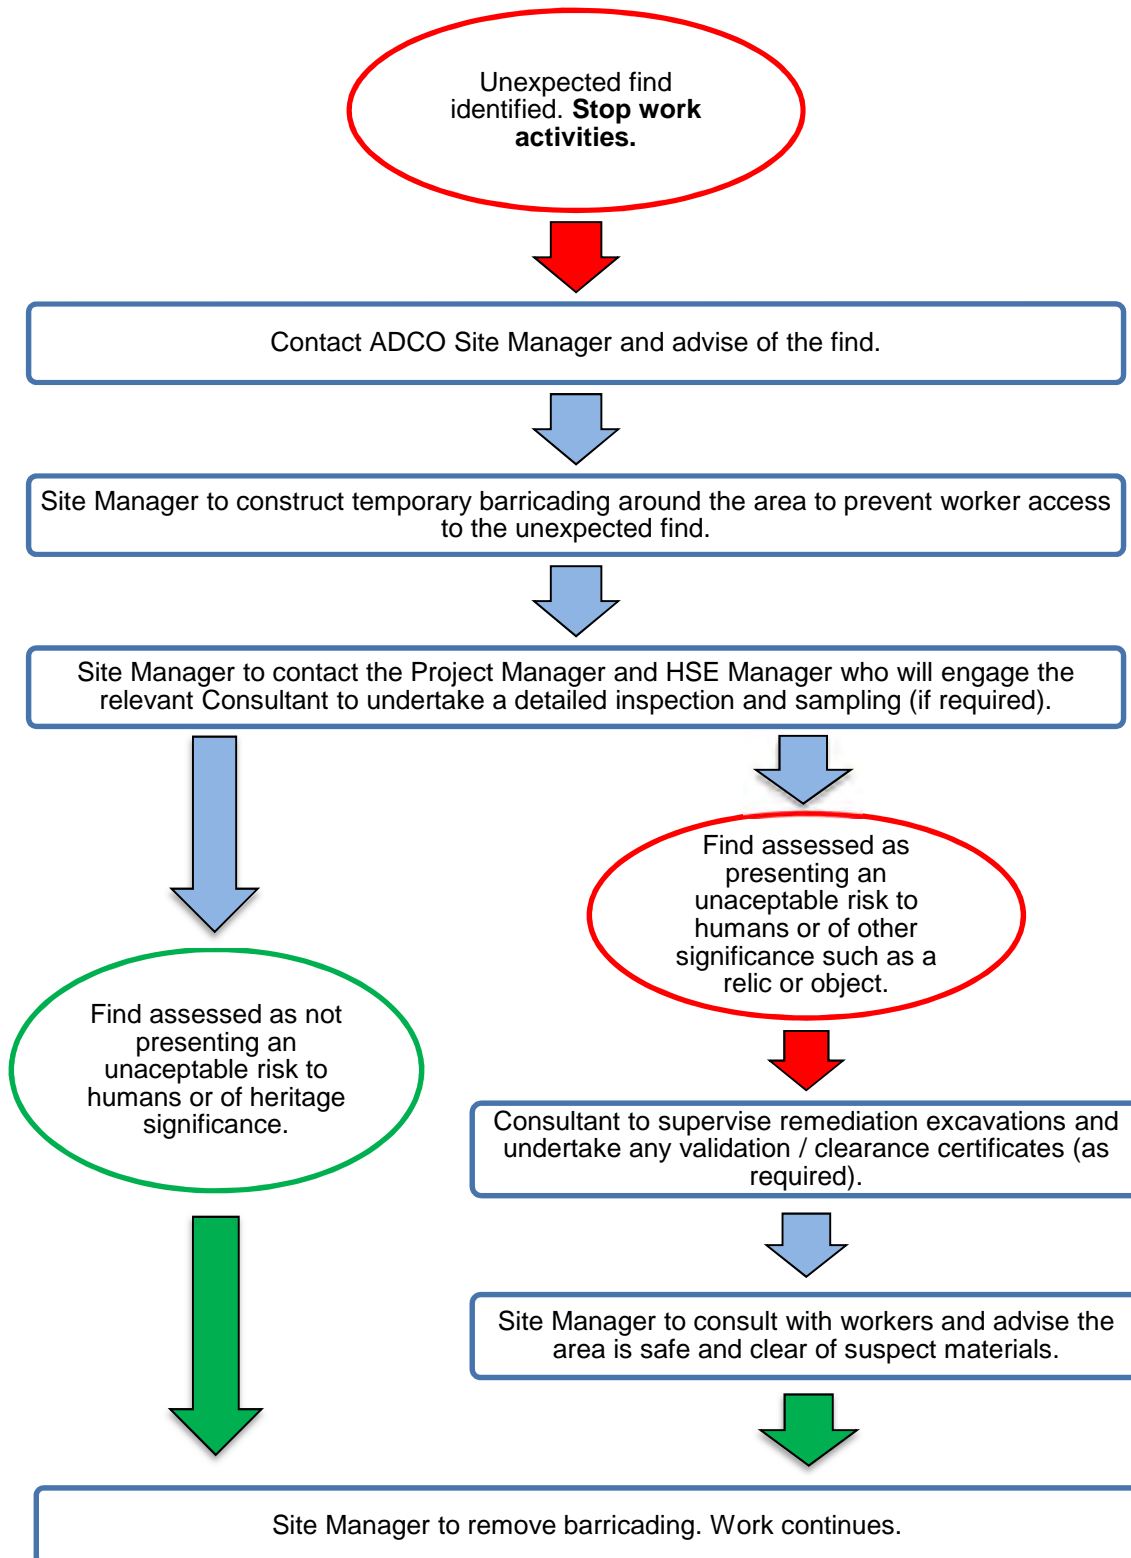 Unexpected find
identified. Stop work
activities.
Contact ADCO Site Manager and advise of the find.
Site Manager to construct temporary barricading around the area to prevent worker access
to the unexpected find.
Site Manager to contact the Project Manager and HSE Manager who will engage the
relevant Consultant to undertake a detailed inspection and sampling (if required).
Find assessed as
presenting an
unacceptable risk to
humans or of other
significance such as a
relic or object.
Find assessed as not
presenting an
unaceptable risk to
humans or of heritage
significance.
Consultant to supervise remediation excavations and
undertake any validation / clearance certificates (as
required).
Site Manager to consult with workers and advise the
area is safe and clear of suspect materials.
Site Manager to remove barricading. Work continues.